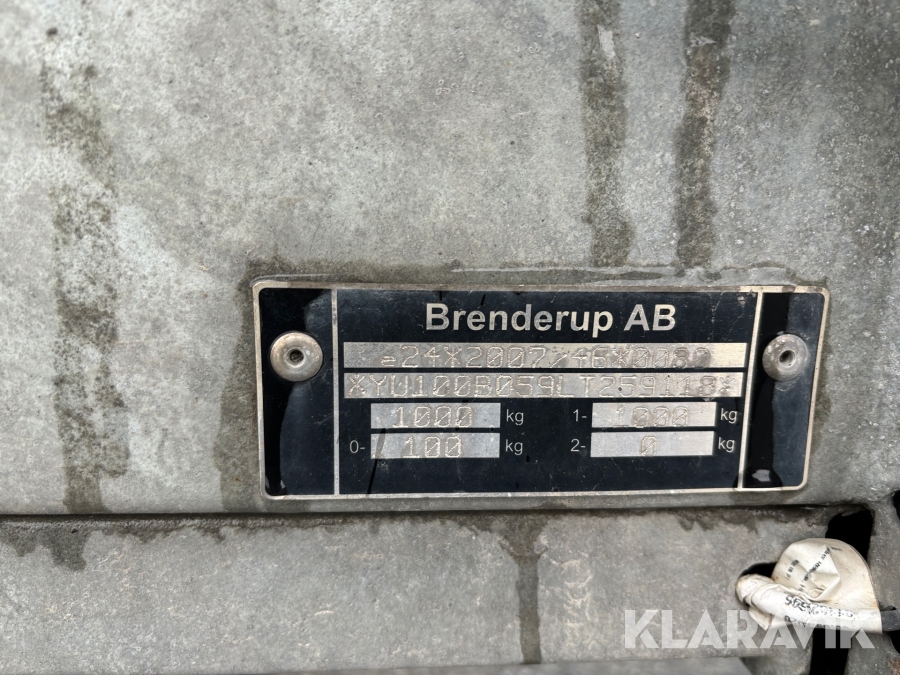 Brenderup AB
e24*2007/46*0080
*YU100B059LT259118*
1000 kg 1- 1000 kg
0- 100 kg 2- 0 kg
KLARAVIK